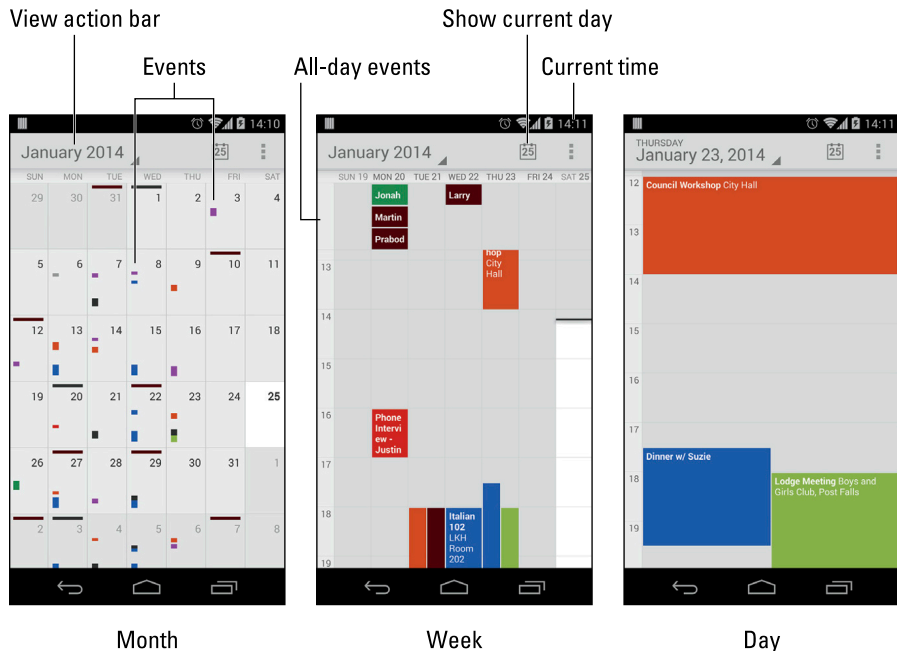 View action bar
Show current day
Events
All-day events
Current time
14:10
January 2014
25
SUN MON TUE WED THU FRI SAT
29 30 31 1 2 3 4
5 6 7 8 9 10 11
12 13 14 15 16 17 18
19 20 21 22 23 24 25
26 27 28 29 30 31 1
2 3 4 5 6 7 8
Month
14:11
January 2014
25
SUN 19 MON 20 TUE 21 WED 22 THU 23 FRI 24 SAT 25
Jonah
Larry
Martin
Prabod
hop
City
Hall
13
14
15
16
Phone
Intervi
ew -
Justin
17
18
Italian
102
LKH
Room
202
19
Week
14:11
THURSDAY
January 23, 2014
25
12
Council Workshop City Hall
13
14
15
16
17
Dinner w/ Suzie
18
Lodge Meeting Boys and
Girls Club, Post Falls
19
Day